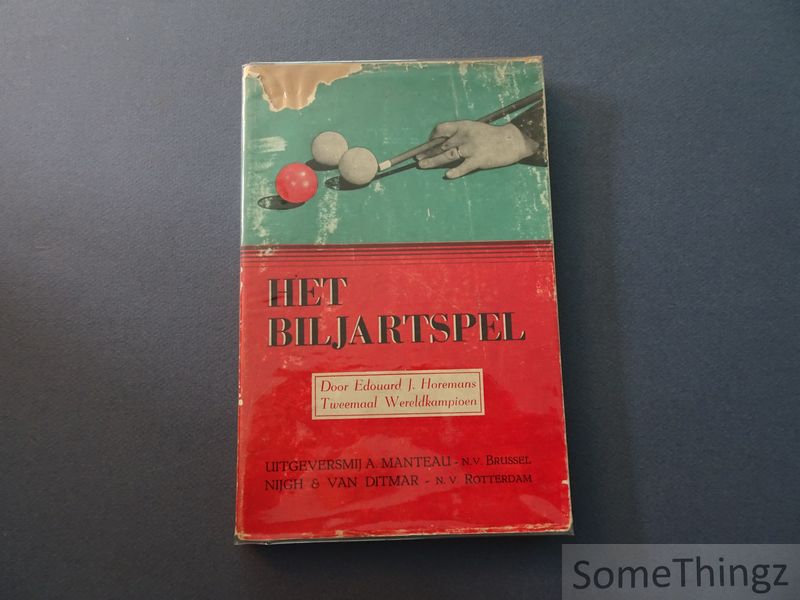 HET
BILJARTSPEL
Door Edouard J. Horemans
Tweemaal Wereldkampioen
UITGEVERSMIJ A. MANTEAU - N.V. BRUSSEL
NIJGH & VAN DITMAR - N.V. ROTTERDAM
SomeThingz